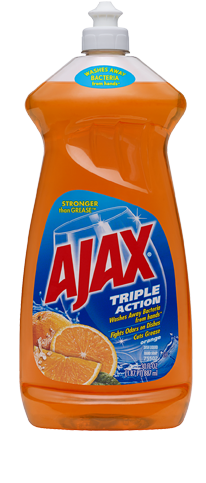 WASHES AWAY
BACTERIA
from hands*
STRONGER
than GREASE™
AJAX
TRIPLE
ACTION
Washes Away Bacteria
from hands*
Fights Odors on Dishes
Cuts Grease
orange